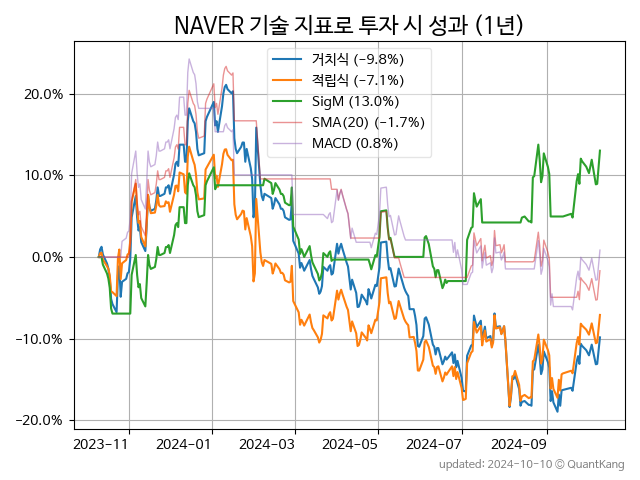 NAVER 기술 지표로 투자 시 성과 (1년)
거치식 (−9.8%)
적립식 (−7.1%)
SigM (13.0%)
SMA(20) (−1.7%)
MACD (0.8%)
20.0%
10.0%
0.0%
−10.0%
−20.0%
2023-11
2024-01
2024-03
2024-05
2024-07
2024-09
updated: 2024-10-10 © QuantKang